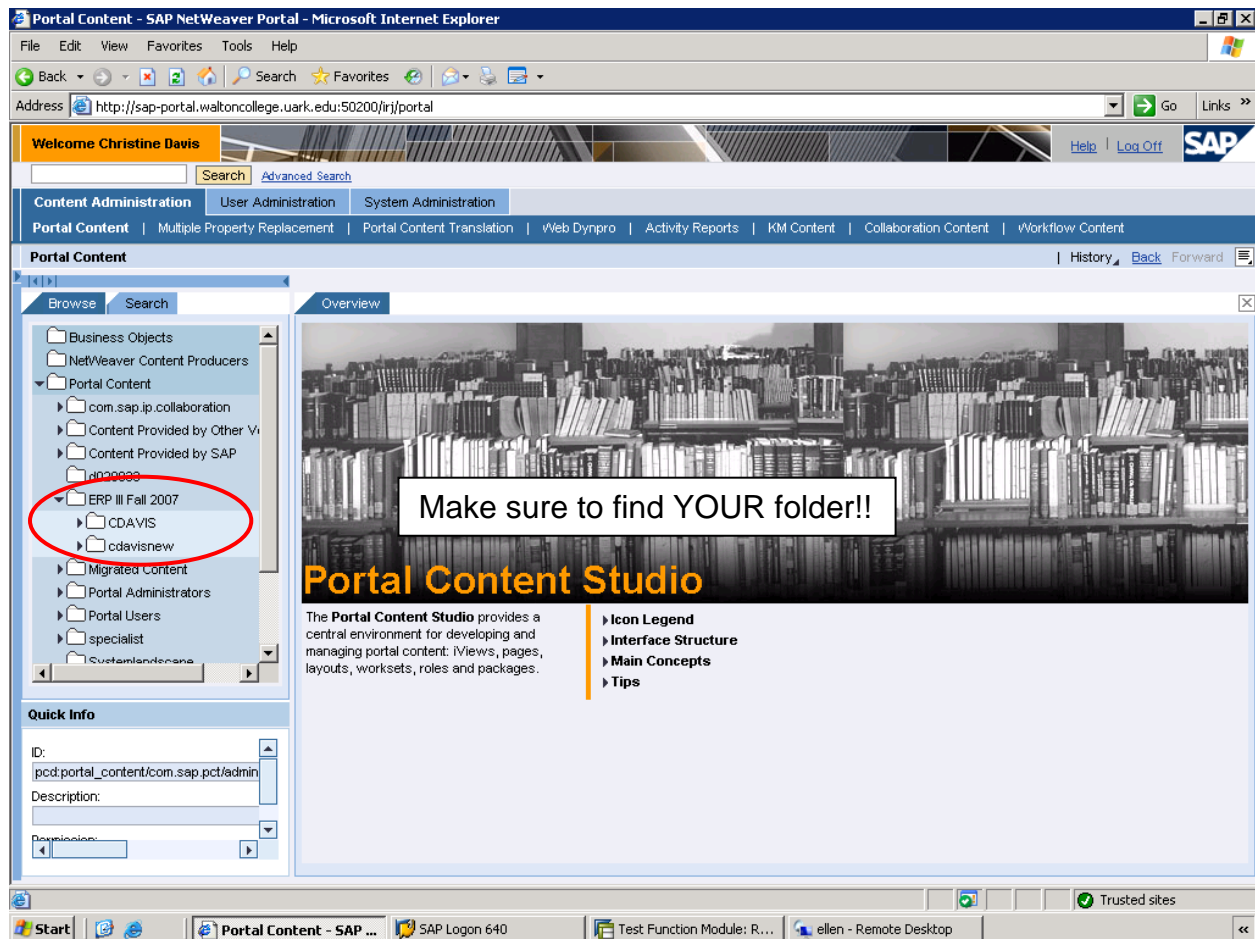 Portal Content - SAP NetWeaver Portal - Microsoft Internet Explorer
File Edit View Favorites Tools Help
Back Search Favorites
Address http://sap-portal.waltoncollege.uark.edu:50200/irj/portal Go Links »
Welcome Christine Davis Help | Log Off SAP
Search Advanced Search
Content Administration User Administration System Administration
Portal Content | Multiple Property Replacement | Portal Content Translation | Web Dynpro | Activity Reports | KM Content | Collaboration Content | Workflow Content
Portal Content | History Back Forward
Browse Search Overview
Business Objects
NetWeaver Content Producers
Portal Content
com.sap.ip.collaboration
Content Provided by Other
Content Provided by SAP
ERP III Fall 2007
CDAVIS
cdavisnew
Migrated Content
Portal Administrators
Portal Users
specialist
Systemlandscape
Make sure to find YOUR folder!!
Portal Content Studio
The Portal Content Studio provides a
central environment for developing and
managing portal content: iViews, pages,
layouts, worksets, roles and packages.
Icon Legend
Interface Structure
Main Concepts
Tips
Quick Info
ID:
pcd:portal_content/com.sap.pct/admin
Description:
Permission:
Trusted sites
Start Portal Content - SAP ... SAP Logon 640 Test Function Module: R... ellen - Remote Desktop «